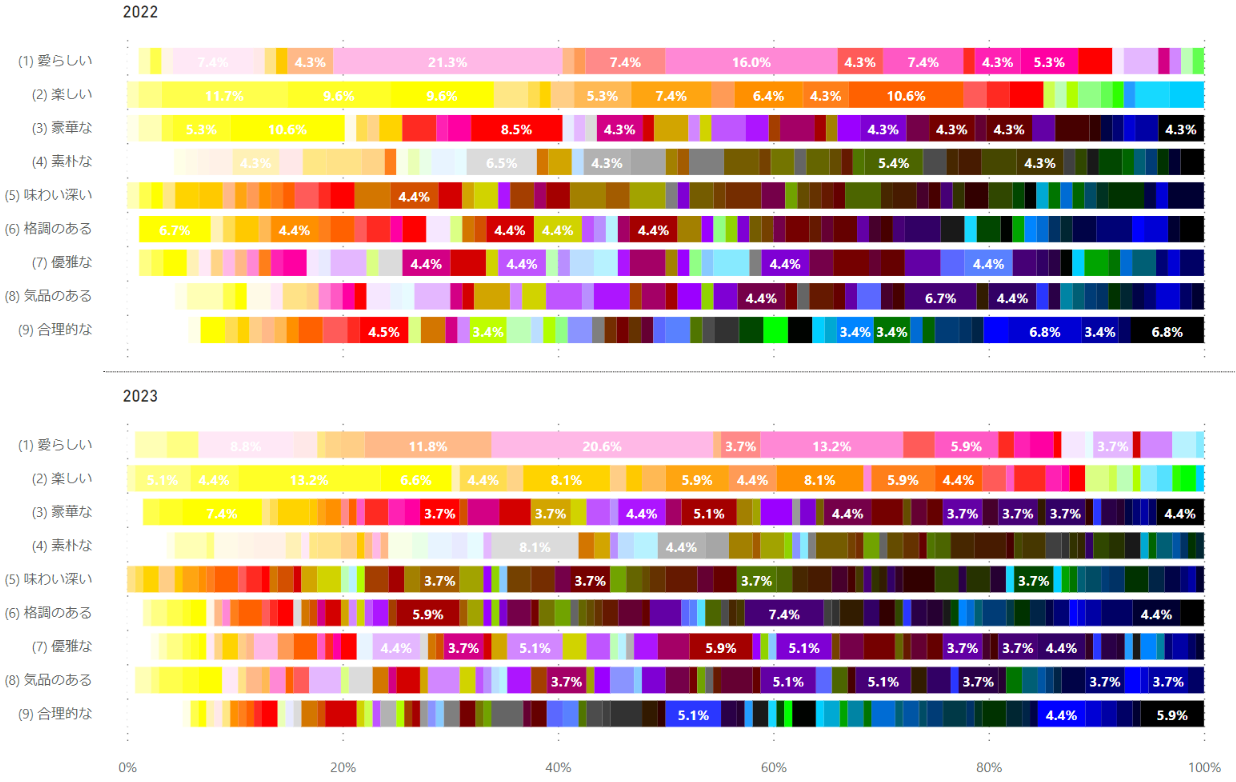 2022
(1) 愛らしい 7.4% 4.3% 21.3% 7.4% 16.0% 4.3% 7.4% 4.3% 5.3%
(2) 楽しい 11.7% 9.6% 9.6% 5.3% 7.4% 6.4% 4.3% 10.6%
(3) 豪華な 5.3% 10.6% 8.5% 4.3% 4.3% 4.3% 4.3% 4.3%
(4) 素朴な 4.3% 6.5% 4.3% 5.4% 4.3%
(5) 味わい深い 4.4%
(6) 格調のある 6.7% 4.4% 4.4% 4.4% 4.4%
(7) 優雅な 4.4% 4.4% 4.4% 4.4%
(8) 気品のある 4.4% 6.7% 4.4%
(9) 合理的な 4.5% 3.4% 3.4% 3.4% 6.8% 3.4% 6.8%
2023
(1) 愛らしい 8.8% 11.8% 20.6% 3.7% 13.2% 5.9% 3.7%
(2) 楽しい 5.1% 4.4% 13.2% 6.6% 4.4% 8.1% 5.9% 4.4% 8.1% 5.9% 4.4%
(3) 豪華な 7.4% 3.7% 3.7% 4.4% 5.1% 4.4% 3.7% 3.7% 3.7% 4.4%
(4) 素朴な 8.1% 4.4%
(5) 味わい深い 3.7% 3.7% 3.7% 3.7%
(6) 格調のある 5.9% 7.4% 4.4%
(7) 優雅な 4.4% 3.7% 5.1% 5.9% 5.1% 3.7% 3.7% 4.4%
(8) 気品のある 3.7% 5.1% 5.1% 3.7% 3.7% 3.7%
(9) 合理的な 5.1% 4.4% 5.9%
0% 20% 40% 60% 80% 100%